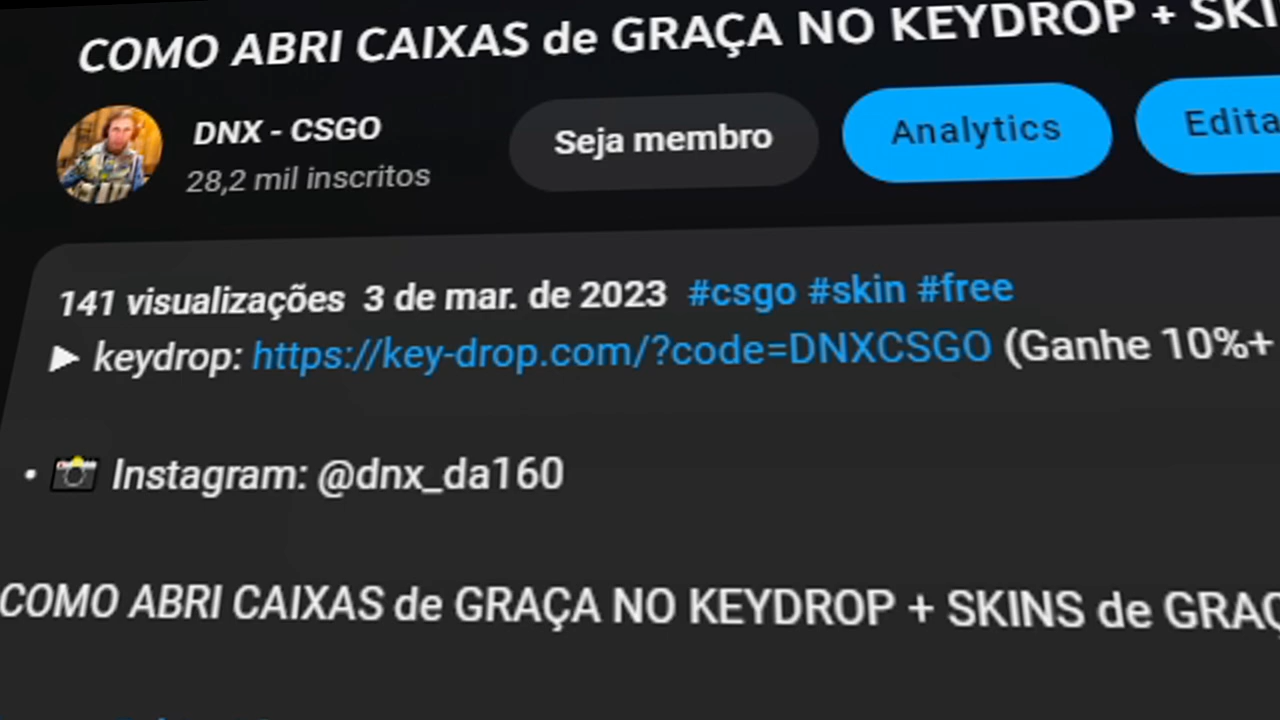 COMO ABRI CAIXAS de GRAÇA NO KEYDROP + SKI
DNX - CSGO
28,2 mil inscritos
Seja membro
Analytics
Edita
141 visualizações 3 de mar. de 2023 #csgo #skin #free
► keydrop: https://key-drop.com/?code=DNXCSGO (Ganhe 10%+
• 📸 Instagram: @dnx_da160
COMO ABRI CAIXAS de GRAÇA NO KEYDROP + SKINS de GRAÇ